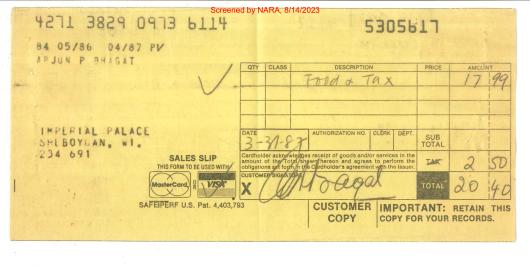 Screened by NARA, 8/14/2023
4271 3829 0973 6114
5305617
84 05/86 04/87 PV
ARJUN P BHAGAT
QTY CLASS DESCRIPTION PRICE AMOUNT
Food & Tax 17 99
IMPERIAL PALACE
SHEBOYGAN, WI.
234 691
DATE AUTHORIZATION NO. CLERK DEPT. SUB TOTAL
3-31-87
Cardholder acknowledges receipt of goods and/or services in the
amount of the Total shown hereon and agrees to perform the
obligations set forth in the Cardholder's agreement with the issuer.
TAX 2 50
SALES SLIP
THIS FORM TO BE USED WITH
MasterCard VISA
CUSTOMER SIGNATURE
X Bhagat
TOTAL 20 40
SAFEPERF U.S. Pat. 4,403,793
CUSTOMER COPY
IMPORTANT: RETAIN THIS
COPY FOR YOUR RECORDS.